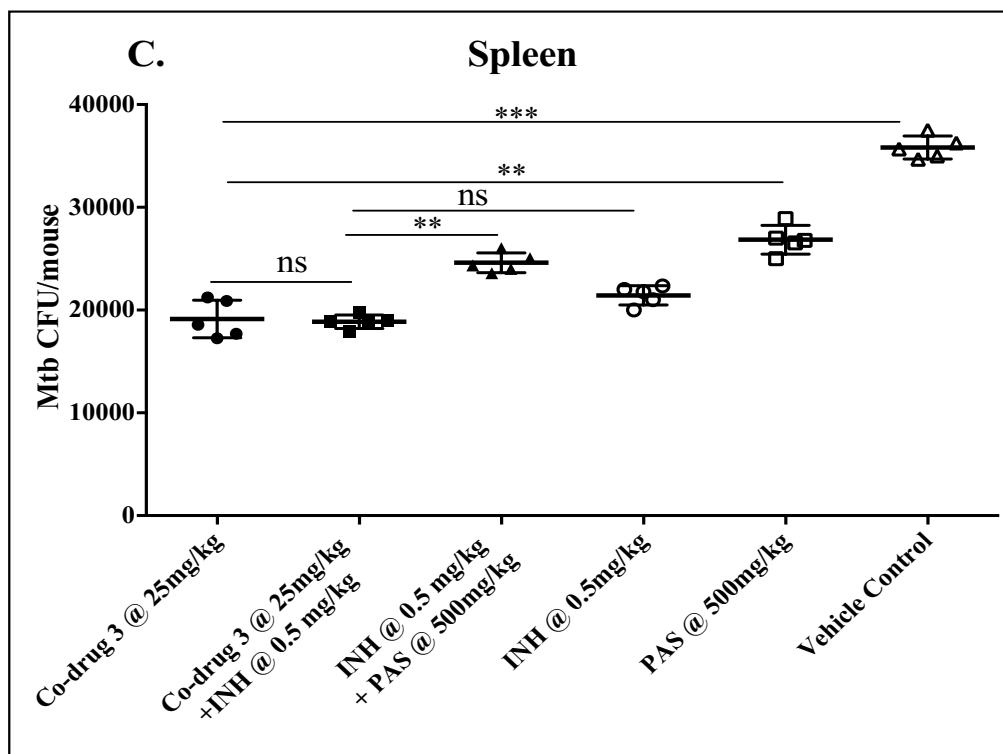 C.
Spleen
Mtb CFU/mouse
40000
30000
20000
10000
0
***
**
ns
**
ns
Co-drug 3 @ 25mg/kg
Co-drug 3 @ 25mg/kg
+INH @ 0.5 mg/kg
INH @ 0.5 mg/kg
+ PAS @ 500mg/kg
INH @ 0.5mg/kg
PAS @ 500mg/kg
Vehicle Control